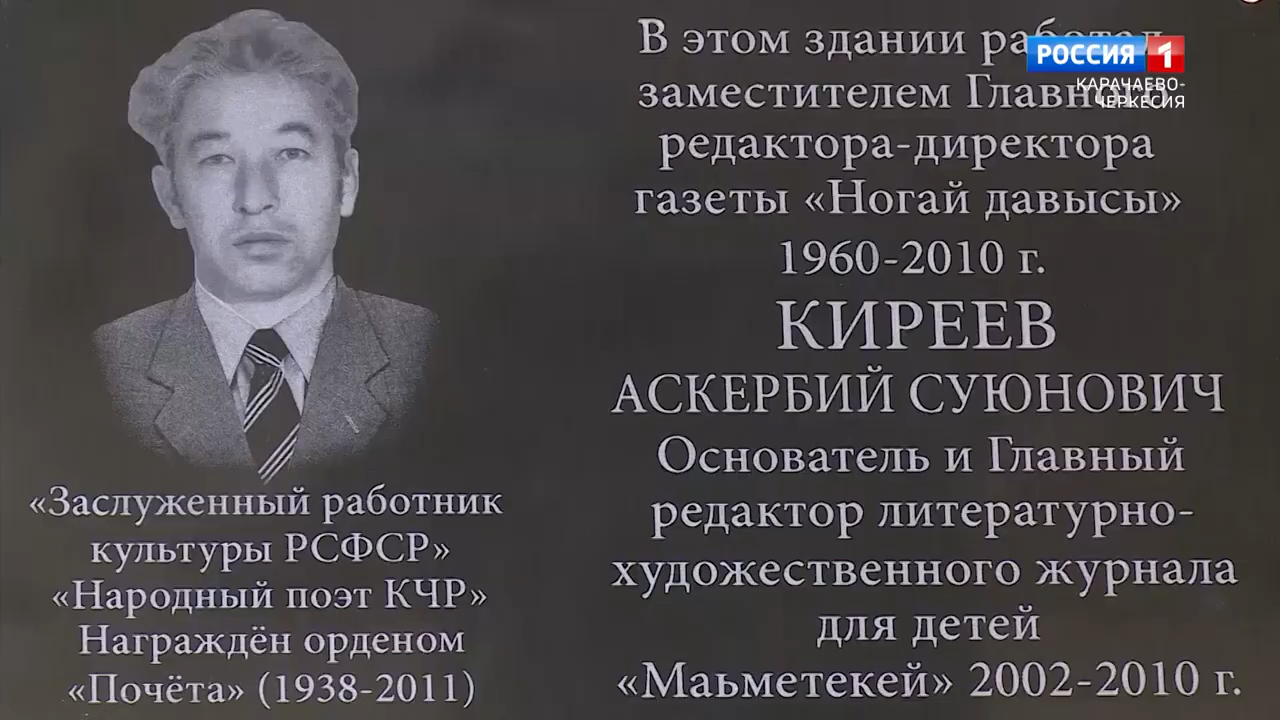 В этом здании работал
заместителем Главного
редактора-директора
газеты «Ногай давысы»
1960-2010 г.
КИРЕЕВ
АСКЕРБИЙ СУЮНОВИЧ
Основатель и Главный
редактор литературно-
художественного журнала
для детей
«Маьметекей» 2002-2010 г.
«Заслуженный работник
культуры РСФСР»
«Народный поэт КЧР»
Награждён орденом
«Почёта» (1938-2011)
РОССИЯ 1
КАРАЧАЕВО-
ЧЕРКЕСИЯ